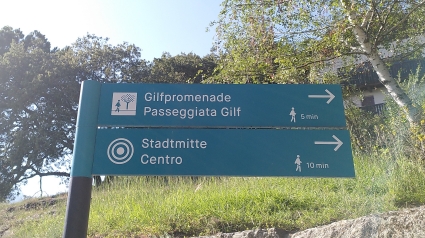 Gilfpromenade
Passeggiata Gilf
5 min
Stadtmitte
Centro
10 min